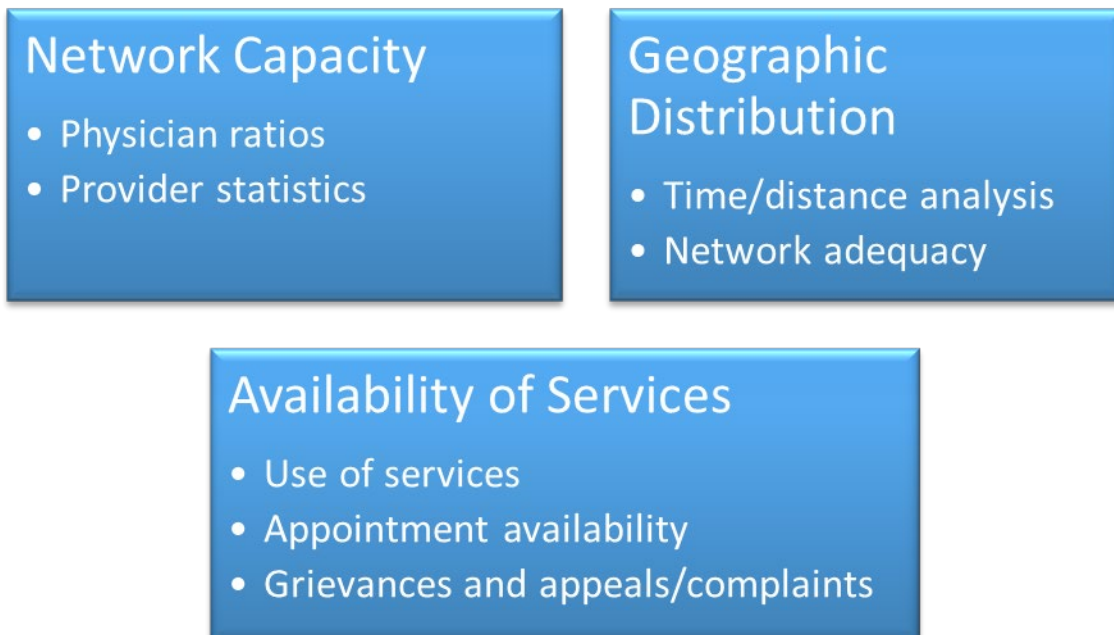 Network Capacity
• Physician ratios
• Provider statistics
Geographic
Distribution
• Time/distance analysis
• Network adequacy
Availability of Services
• Use of services
• Appointment availability
• Grievances and appeals/complaints